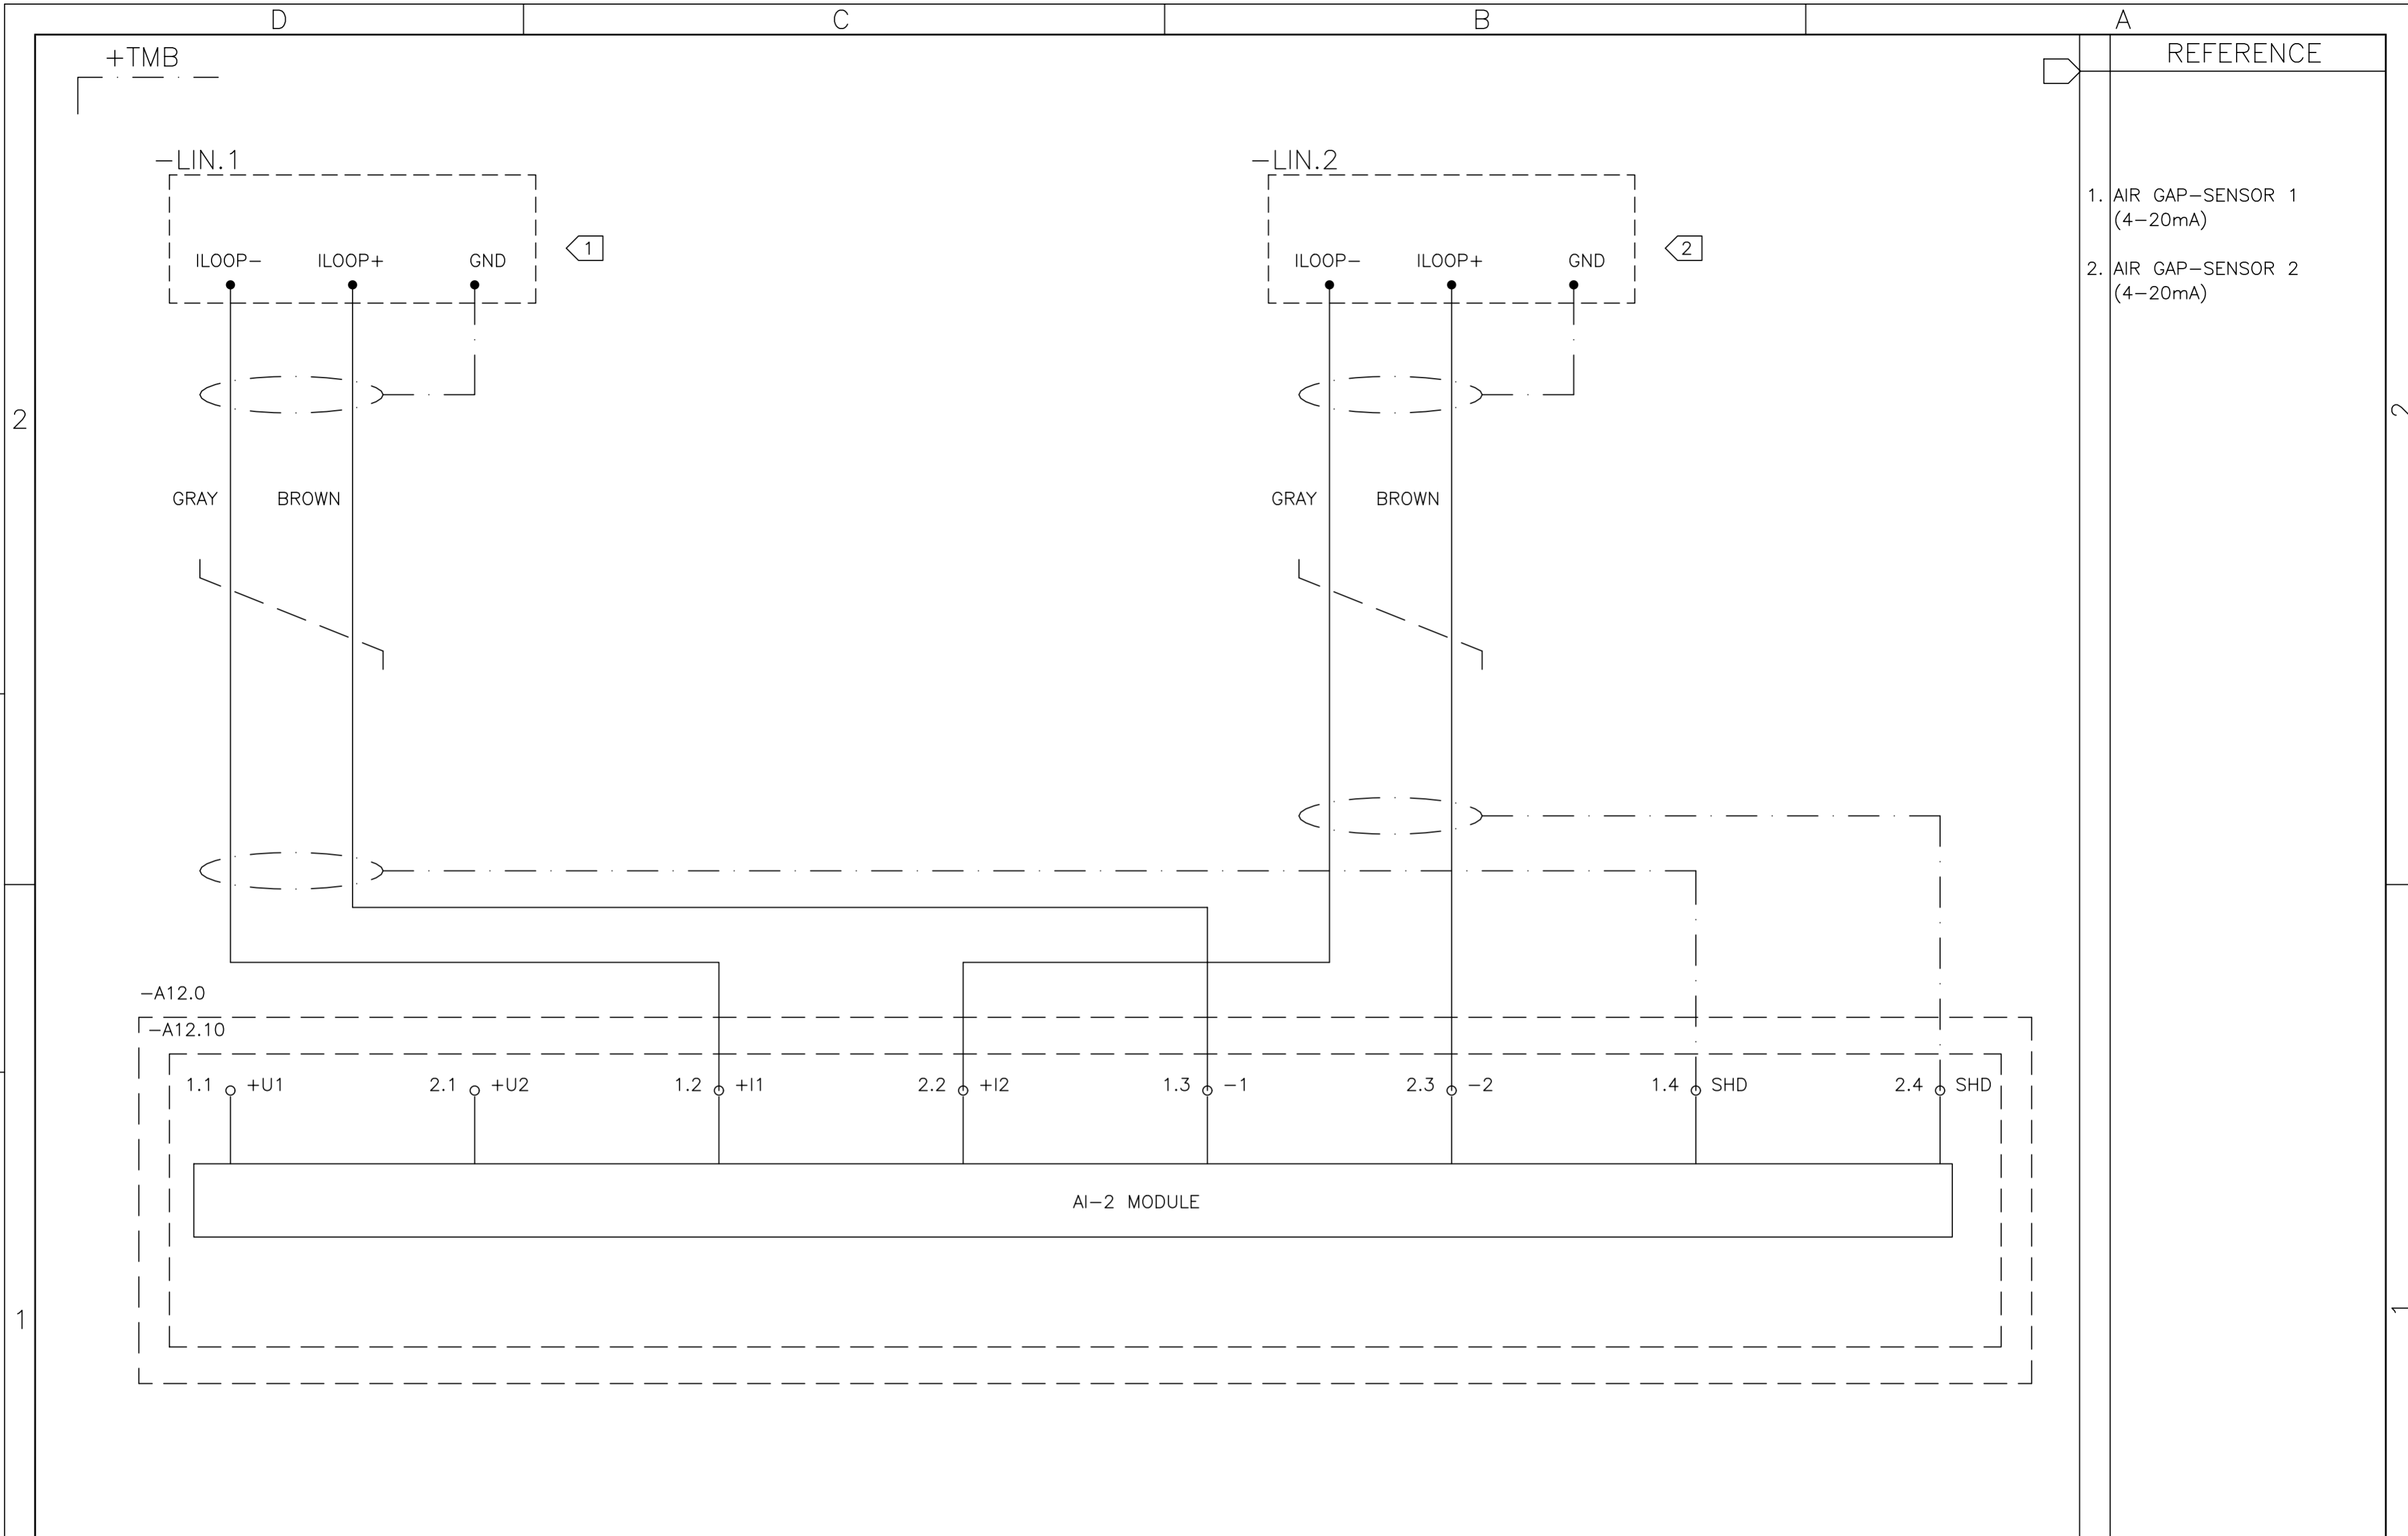 D C B A
+TMB
REFERENCE
-LIN.1 -LIN.2
1. AIR GAP-SENSOR 1
(4-20mA)
1 2
ILOOP- ILOOP+ GND ILOOP- ILOOP+ GND
2. AIR GAP-SENSOR 2
(4-20mA)
2 2
GRAY BROWN GRAY BROWN
-A12.0
-A12.10
1.1 +U1 2.1 +U2 1.2 +I1 2.2 +I2 1.3 -1 2.3 -2 1.4 SHD 2.4 SHD
AI-2 MODULE
1 1